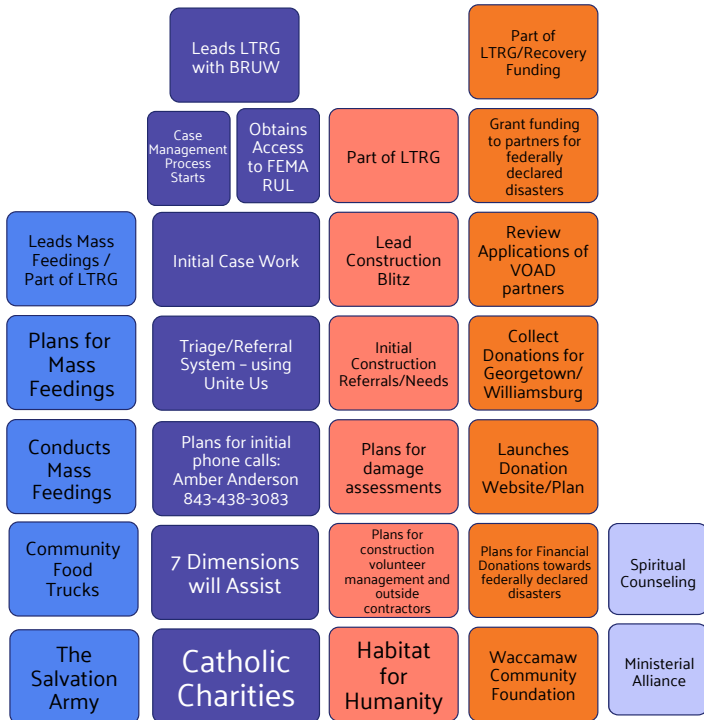 Leads LTRG
with BRUW
Part of
LTRG/Recovery
Funding
Case
Management
Process
Starts
Obtains
Access
to FEMA
RUL
Part of LTRG
Grant funding
to partners for
federally
declared
disasters
Leads Mass
Feedings /
Part of LTRG
Initial Case Work
Lead
Construction
Blitz
Review
Applications of
VOAD
partners
Plans for
Mass
Feedings
Triage/Referral
System – using
Unite Us
Initial
Construction
Referrals/Needs
Collect
Donations for
Georgetown/
Williamsburg
Conducts
Mass
Feedings
Plans for initial
phone calls:
Amber Anderson
843-438-3083
Plans for
damage
assessments
Launches
Donation
Website/Plan
Community
Food
Trucks
7 Dimensions
will Assist
Plans for
construction
volunteer
management and
outside
contractors
Plans for Financial
Donations towards
federally declared
disasters
Spiritual
Counseling
The
Salvation
Army
Catholic
Charities
Habitat
for
Humanity
Waccamaw
Community
Foundation
Ministerial
Alliance